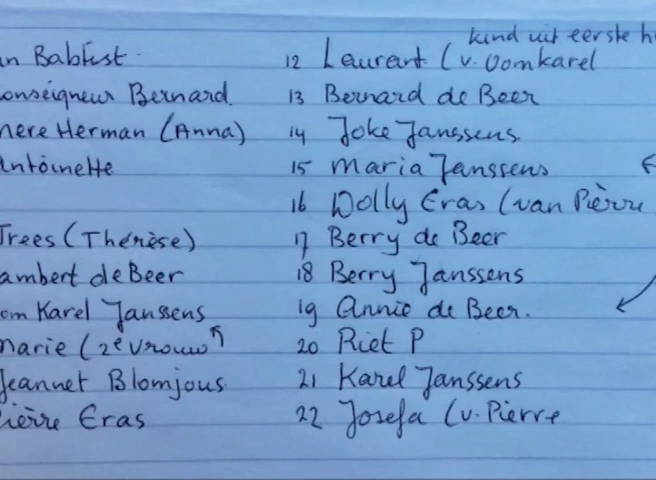 kind uit eerste h
n Babtist.
onseigneur Bernard.
mere Herman (Anna)
Antoinette
Trees (Thérèse)
ambert de Beer
om Karel Janssens
Marie (2e vrouw
Jeannet Blomjous
ierre Eras
12 Laurent (v. Oomkarel
13 Bernard de Beer
14 Joke Janssens
15 Maria Janssens
16 Dolly Eras (van Pièrre
17 Berry de Beer
18 Berry Janssens
19 Annie de Beer.
20 Riet P
21 Karel Janssens
22 Josefa (v. Pierre